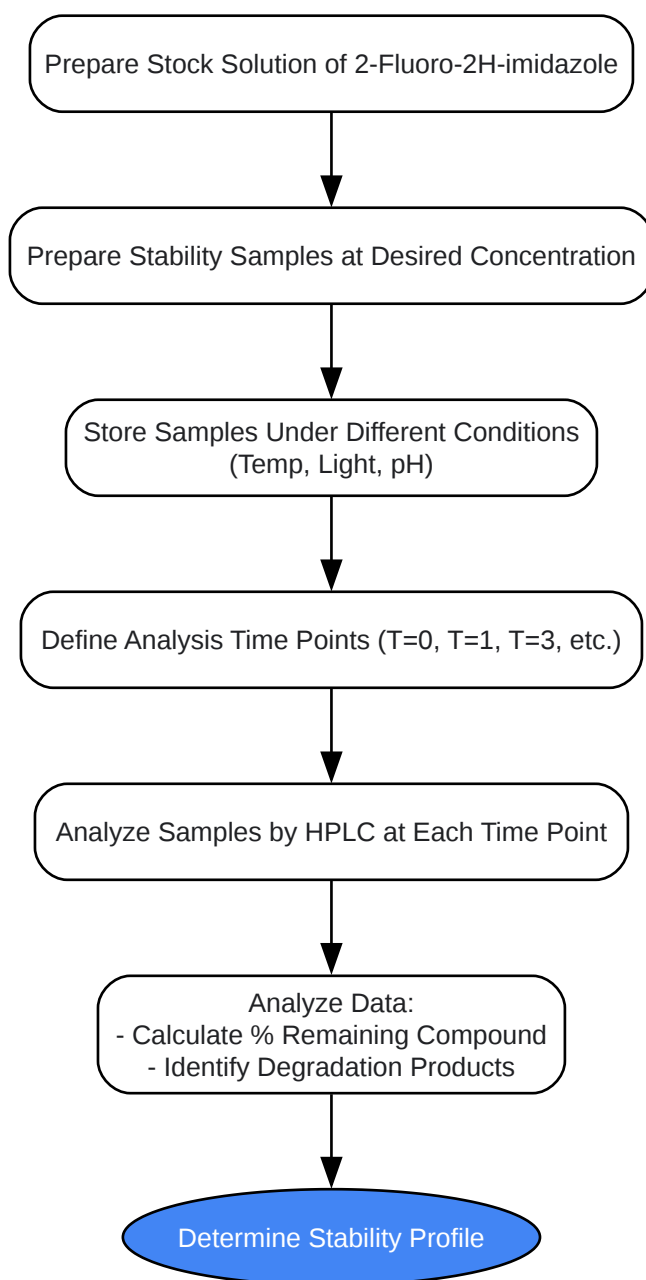 Prepare Stock Solution of 2-Fluoro-2H-imidazole
Prepare Stability Samples at Desired Concentration
Store Samples Under Different Conditions
(Temp, Light, pH)
Define Analysis Time Points (T=0, T=1, T=3, etc.)
Analyze Samples by HPLC at Each Time Point
Analyze Data:
- Calculate % Remaining Compound
- Identify Degradation Products
Determine Stability Profile